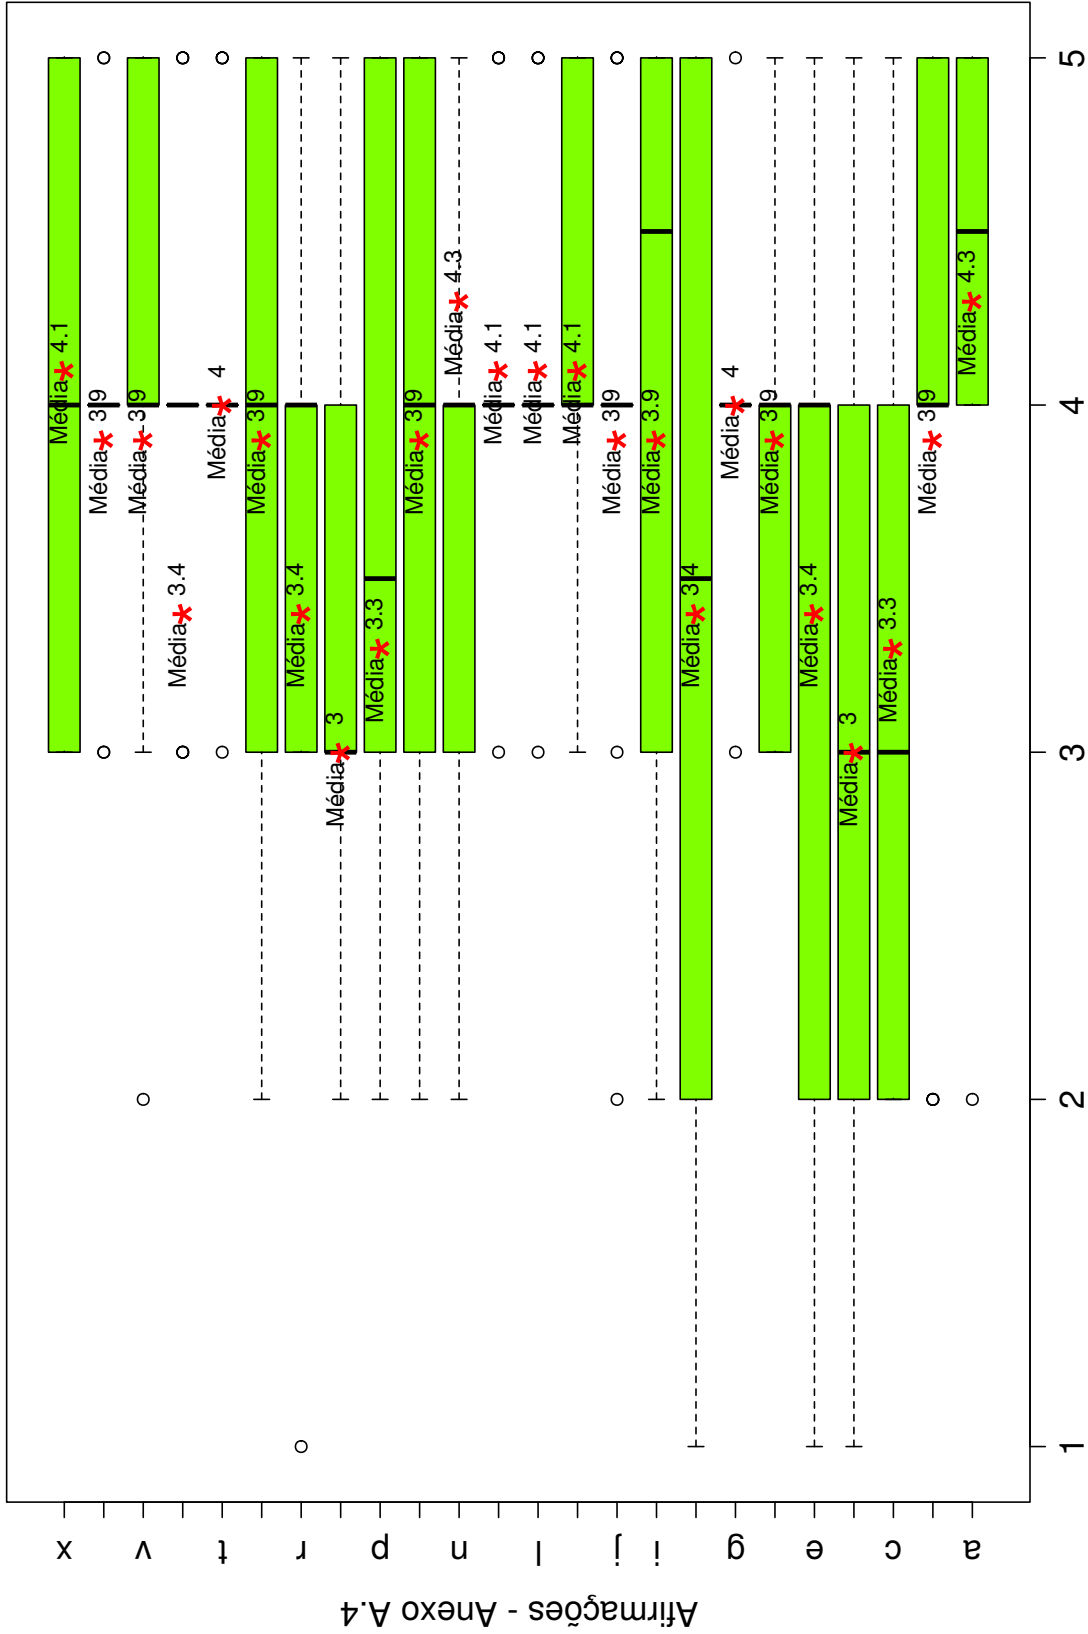 Afirmações - Anexo A.4
x
v
t
r
p
n
l
j
i
g
e
c
a
Média 4.1
Média 3.9
Média 3.9
Média 3.4
Média 4
Média 3.9
Média 3.4
Média 3
Média 3.3
Média 3.9
Média 4.3
Média 4.1
Média 4.1
Média 4.1
Média 3.9
Média 3.9
Média 3.4
Média 4
Média 3.9
Média 3.4
Média 3
Média 3.3
Média 3.9
Média 4.3
1
2
3
4
5